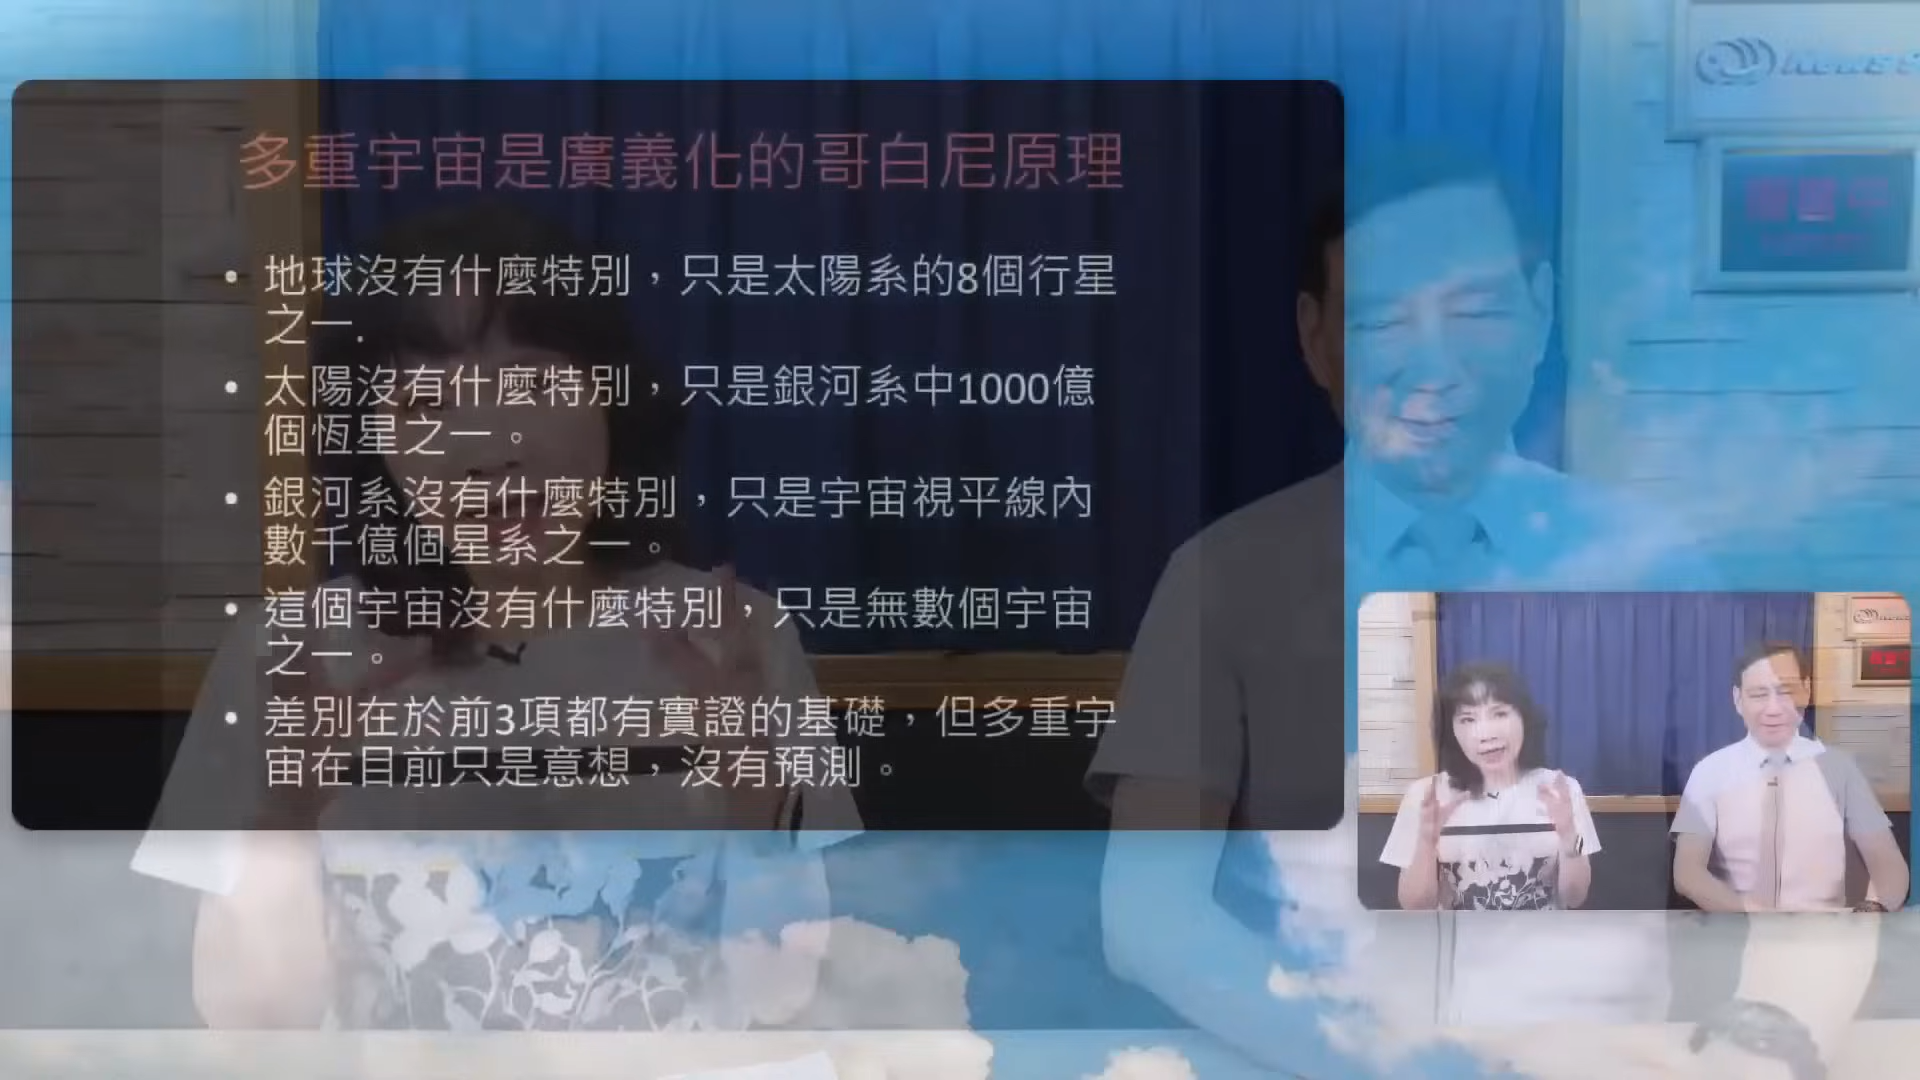 多重宇宙是廣義化的哥白尼原理
• 地球沒有什麼特別，只是太陽系的8個行星
之一.
• 太陽沒有什麼特別，只是銀河系中1000億
個恆星之一。
• 銀河系沒有什麼特別，只是宇宙視平線內
數千億個星系之一。
• 這個宇宙沒有什麼特別，只是無數個宇宙
之一。
• 差別在於前3項都有實證的基礎，但多重宇
宙在目前只是意想，沒有預測。